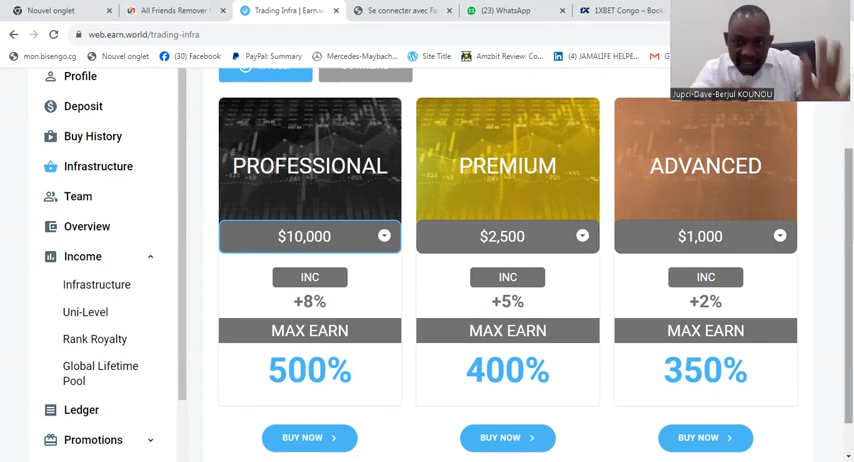 Nouvel onglet
All Friends Remover
Trading Infra | Earn.w
Se connecter avec Fa
(23) WhatsApp
1XBET Congo – Book
web.earn.world/trading-infra
mon.bisengo.cg
Nouvel onglet
(30) Facebook
PayPal: Summary
Mercedes-Maybach...
Site Title
Amzbit Review: Co...
(4) JAMALIFE HELPE...
G
Jupci-Dave-Berjul KOUNOU
Profile
Deposit
Buy History
Infrastructure
Team
Overview
Income
Infrastructure
Uni-Level
Rank Royalty
Global Lifetime
Pool
Ledger
Promotions
PROFESSIONAL
$10,000
INC
+8%
MAX EARN
500%
BUY NOW
PREMIUM
$2,500
INC
+5%
MAX EARN
400%
BUY NOW
ADVANCED
$1,000
INC
+2%
MAX EARN
350%
BUY NOW